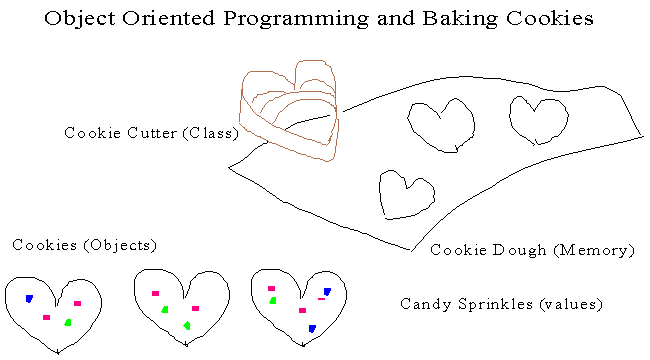 Object Oriented Programming and Baking Cookies
Cookie Cutter (Class)
Cookies (Objects)
Cookie Dough (Memory)
Candy Sprinkles (values)